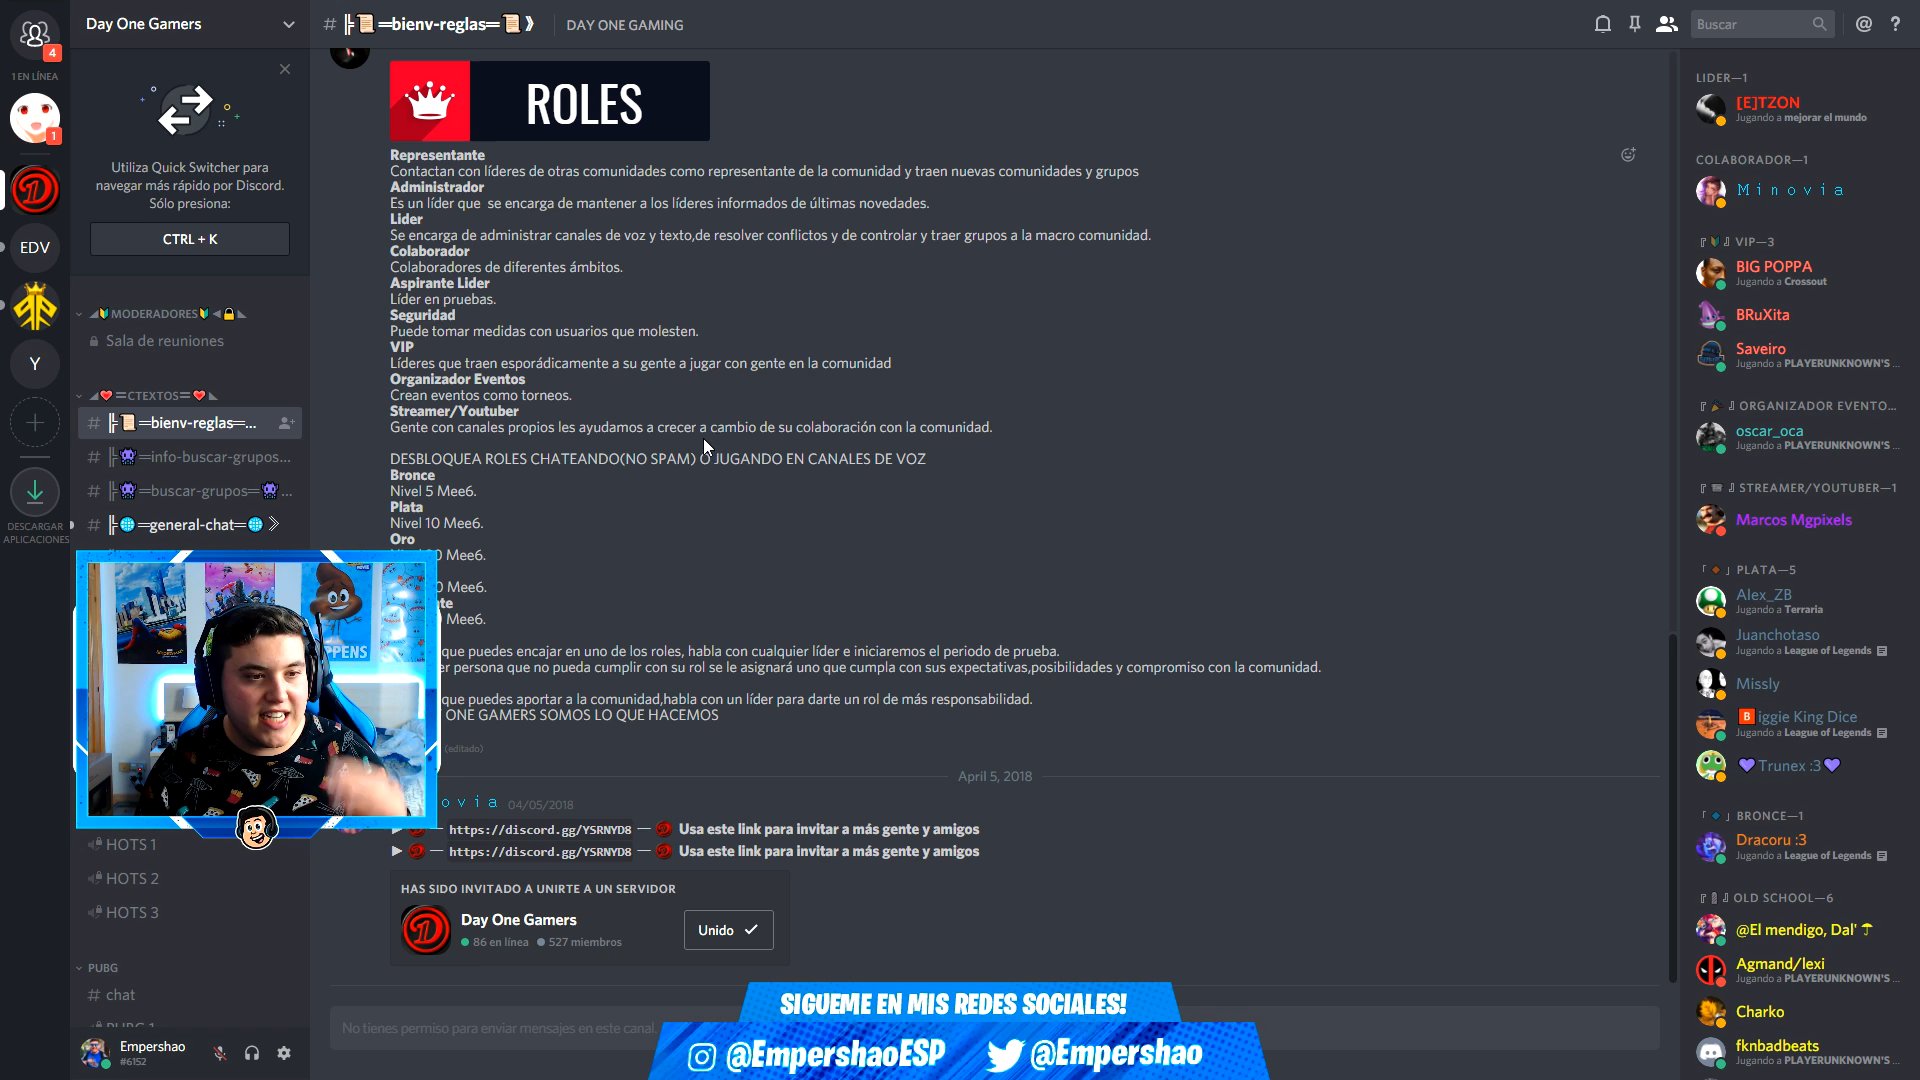 4
1 EN LÍNEA
1
EDV
Y
DESCARGAR
APLICACIONES
Day One Gamers
Utiliza Quick Switcher para
navegar más rápido por Discord.
Sólo presiona:
CTRL + K
MODERADORES
Sala de reuniones
=CTEXTOS=
=bienv-reglas=...
=info-buscar-grupos...
=buscar-grupos=...
=general-chat=
HOTS 1
HOTS 2
HOTS 3
PUBG
# chat
Empershao
#6152
# =bienv-reglas=
DAY ONE GAMING
Buscar
ROLES
Representante
Contactan con líderes de otras comunidades como representante de la comunidad y traen nuevas comunidades y grupos
Administrador
Es un líder que se encarga de mantener a los líderes informados de últimas novedades.
Lider
Se encarga de administrar canales de voz y texto,de resolver conflictos y de controlar y traer grupos a la macro comunidad.
Colaborador
Colaboradores de diferentes ámbitos.
Aspirante Lider
Líder en pruebas.
Seguridad
Puede tomar medidas con usuarios que molesten.
VIP
Líderes que traen esporádicamente a su gente a jugar con gente en la comunidad
Organizador Eventos
Crean eventos como torneos.
Streamer/Youtuber
Gente con canales propios les ayudamos a crecer a cambio de su colaboración con la comunidad.
DESBLOQUEA ROLES CHATEANDO(NO SPAM) O JUGANDO EN CANALES DE VOZ
Bronce
Nivel 5 Mee6.
Plata
Nivel 10 Mee6.
Oro
0 Mee6.
0 Mee6.
te
Mee6.
que puedes encajar en uno de los roles, habla con cualquier líder e iniciaremos el periodo de prueba.
er persona que no pueda cumplir con su rol se le asignará uno que cumpla con sus expectativas,posibilidades y compromiso con la comunidad.
que puedes aportar a la comunidad,habla con un líder para darte un rol de más responsabilidad.
ONE GAMERS SOMOS LO QUE HACEMOS
(editado)
April 5, 2018
o v i a 04/05/2018
— https://discord.gg/YSRNYD8 — Usa este link para invitar a más gente y amigos
— https://discord.gg/YSRNYD8 — Usa este link para invitar a más gente y amigos
HAS SIDO INVITADO A UNIRTE A UN SERVIDOR
Day One Gamers
86 en línea 527 miembros
Unido
No tienes permiso para enviar mensajes en este canal.
PPENS
SIGUEME EN MIS REDES SOCIALES!
@EmpershaoESP @Empershao
LIDER—1
[E]TZON
Jugando a mejorar el mundo
COLABORADOR—1
M i n o v i a
VIP—3
BIG POPPA
Jugando a Crossout
BRuXita
Saveiro
Jugando a PLAYERUNKNOWN'S ...
ORGANIZADOR EVENTO...
oscar_oca
Jugando a PLAYERUNKNOWN'S ...
STREAMER/YOUTUBER—1
Marcos Mgpixels
PLATA—5
Alex_ZB
Jugando a Terraria
Juanchotaso
Jugando a League of Legends
Missly
Biggie King Dice
Jugando a League of Legends
Trunex :3
BRONCE—1
Dracoru :3
Jugando a League of Legends
OLD SCHOOL—6
@El mendigo, Dal'
Agmand/lexi
Jugando a PLAYERUNKNOWN'S ...
Charko
fknbadbeats
Jugando a PLAYERUNKNOWN'S ...